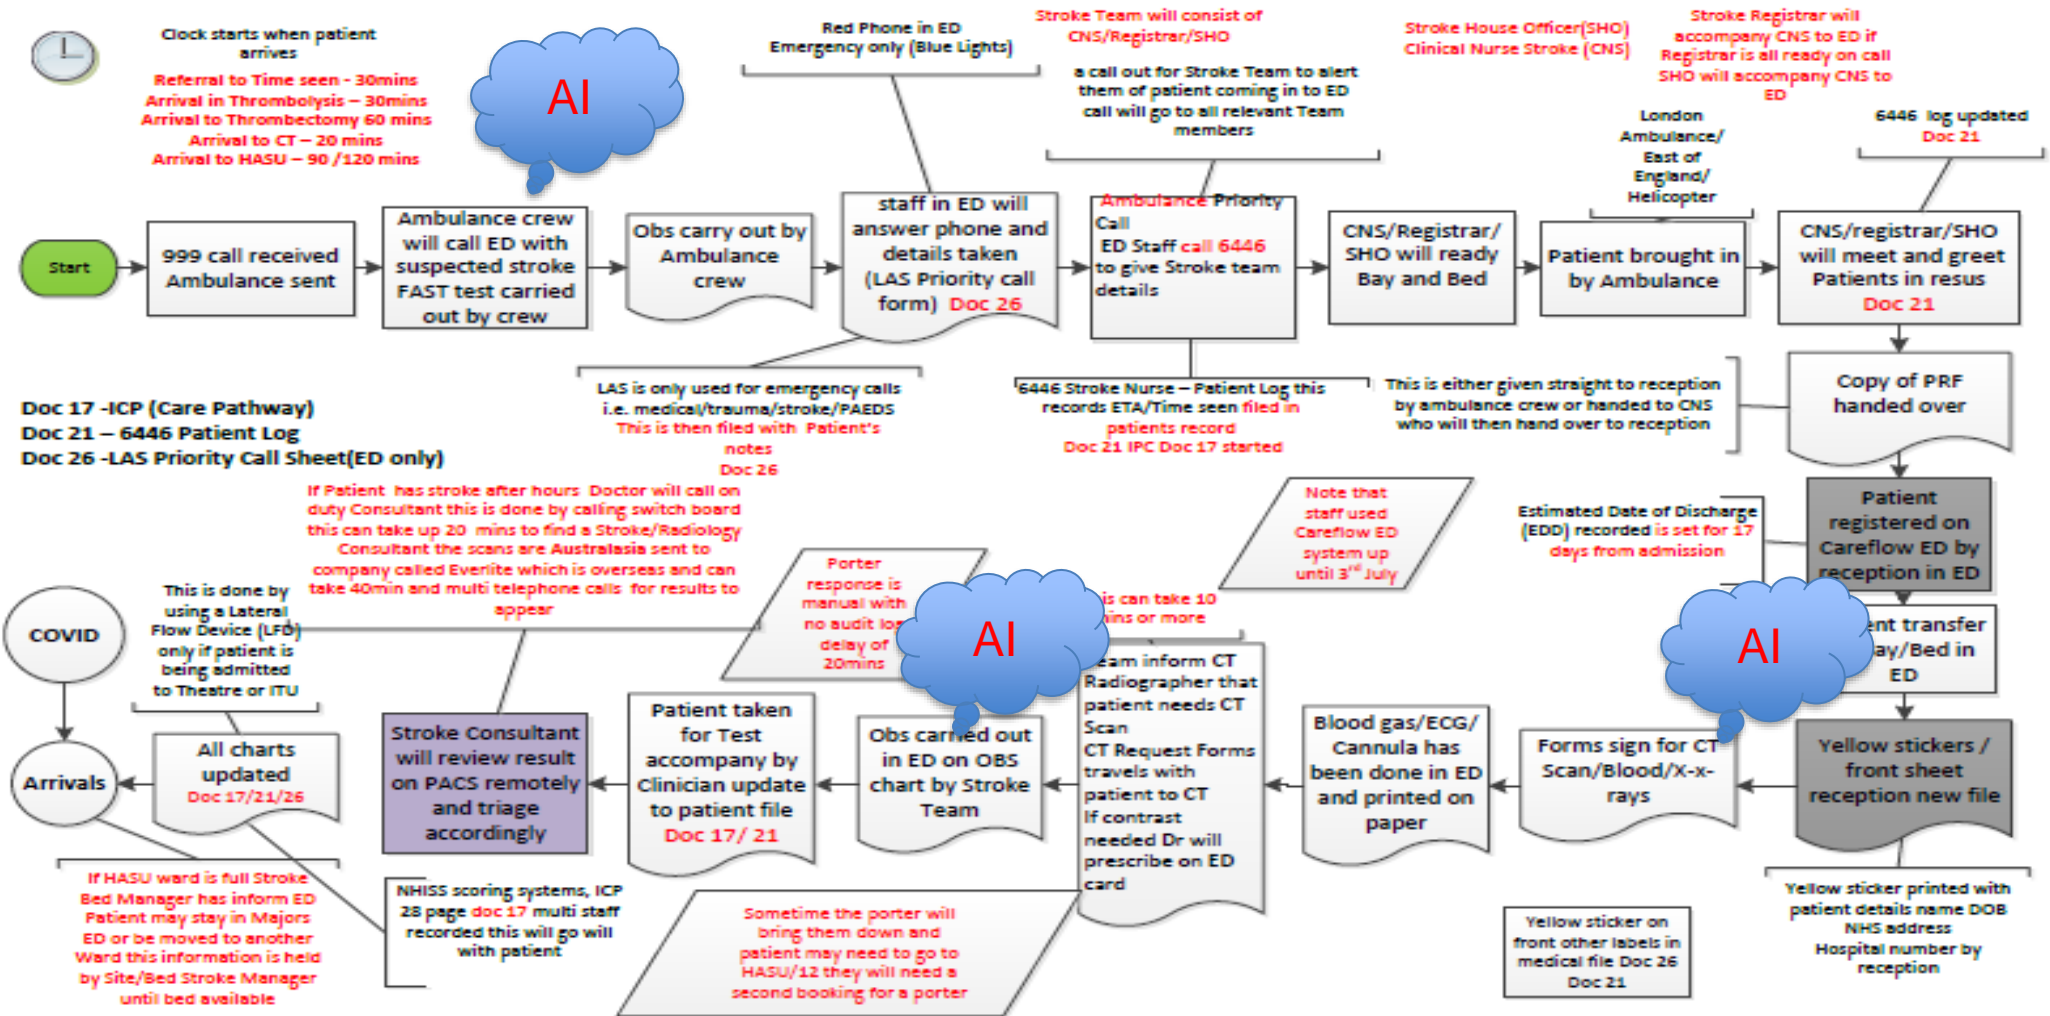 Clock starts when patient
arrives
Referral to Time seen - 30mins
Arrival in Thrombolysis – 30mins
Arrival to Thrombectomy 60 mins
Arrival to CT – 20 mins
Arrival to HASU – 90 /120 mins
AI
Red Phone in ED
Emergency only (Blue Lights)
Stroke Team will consist of
CNS/Registrar/SHO
a call out for Stroke Team to alert
them of patient coming in to ED
call will go to all relevant Team
members
Stroke House Officer(SHO)
Clinical Nurse Stroke (CNS)
Stroke Registrar will
accompany CNS to ED if
Registrar is all ready on call
SHO will accompany CNS to
ED
London
Ambulance/
East of
England/
Helicopter
6446 log updated
Doc 21
Start
999 call received
Ambulance sent
Ambulance crew
will call ED with
suspected stroke
FAST test carried
out by crew
Obs carry out by
Ambulance
crew
staff in ED will
answer phone and
details taken
(LAS Priority call
form) Doc 26
Ambulance Priority
Call
ED Staff call 6446
to give Stroke team
details
CNS/Registrar/
SHO will ready
Bay and Bed
Patient brought in
by Ambulance
CNS/registrar/SHO
will meet and greet
Patients in resus
Doc 21
LAS is only used for emergency calls
i.e. medical/trauma/stroke/PAEDS
This is then filed with Patient's
notes
Doc 26
6446 Stroke Nurse – Patient Log this
records ETA/Time seen filed in
patients record
Doc 21 IPC Doc 17 started
This is either given straight to reception
by ambulance crew or handed to CNS
who will then hand over to reception
Copy of PRF
handed over
Doc 17 -ICP (Care Pathway)
Doc 21 – 6446 Patient Log
Doc 26 -LAS Priority Call Sheet(ED only)
If Patient has stroke after hours Doctor will call on
duty Consultant this is done by calling switch board
this can take up 20 mins to find a Stroke/Radiology
Consultant the scans are Australasia sent to
company called Everlite which is overseas and can
take 40min and multi telephone calls for results to
appear
Note that
staff used
Careflow ED
system up
until 3rd July
Estimated Date of Discharge
(EDD) recorded is set for 17
days from admission
Patient
registered on
Careflow ED by
reception in ED
COVID
This is done by
using a Lateral
Flow Device (LFD)
only if patient is
being admitted
to Theatre or ITU
Porter
response is
manual with
no audit log
delay of
20mins
AI
is can take 10
ins or more
AI
ent transfer
ay/Bed in
ED
Arrivals
All charts
updated
Doc 17/21/26
Stroke Consultant
will review result
on PACS remotely
and triage
accordingly
Patient taken
for Test
accompany by
Clinician update
to patient file
Doc 17/ 21
Obs carried out
in ED on OBS
chart by Stroke
Team
eam inform CT
Radiographer that
patient needs CT
Scan
CT Request Forms
travels with
patient to CT
If contrast
needed Dr will
prescribe on ED
card
Blood gas/ECG/
Cannula has
been done in ED
and printed on
paper
Forms sign for CT
Scan/Blood/X-x-
rays
Yellow stickers /
front sheet
reception new file
If HASU ward is full Stroke
Bed Manager has inform ED
Patient may stay in Majors
ED or be moved to another
Ward this information is held
by Site/Bed Stroke Manager
until bed available
NHISS scoring systems, ICP
28 page doc 17 multi staff
recorded this will go will
with patient
Sometime the porter will
bring them down and
patient may need to go to
HASU/12 they will need a
second booking for a porter
Yellow sticker on
front other labels in
medical file Doc 26
Doc 21
Yellow sticker printed with
patient details name DOB
NHS address
Hospital number by
reception